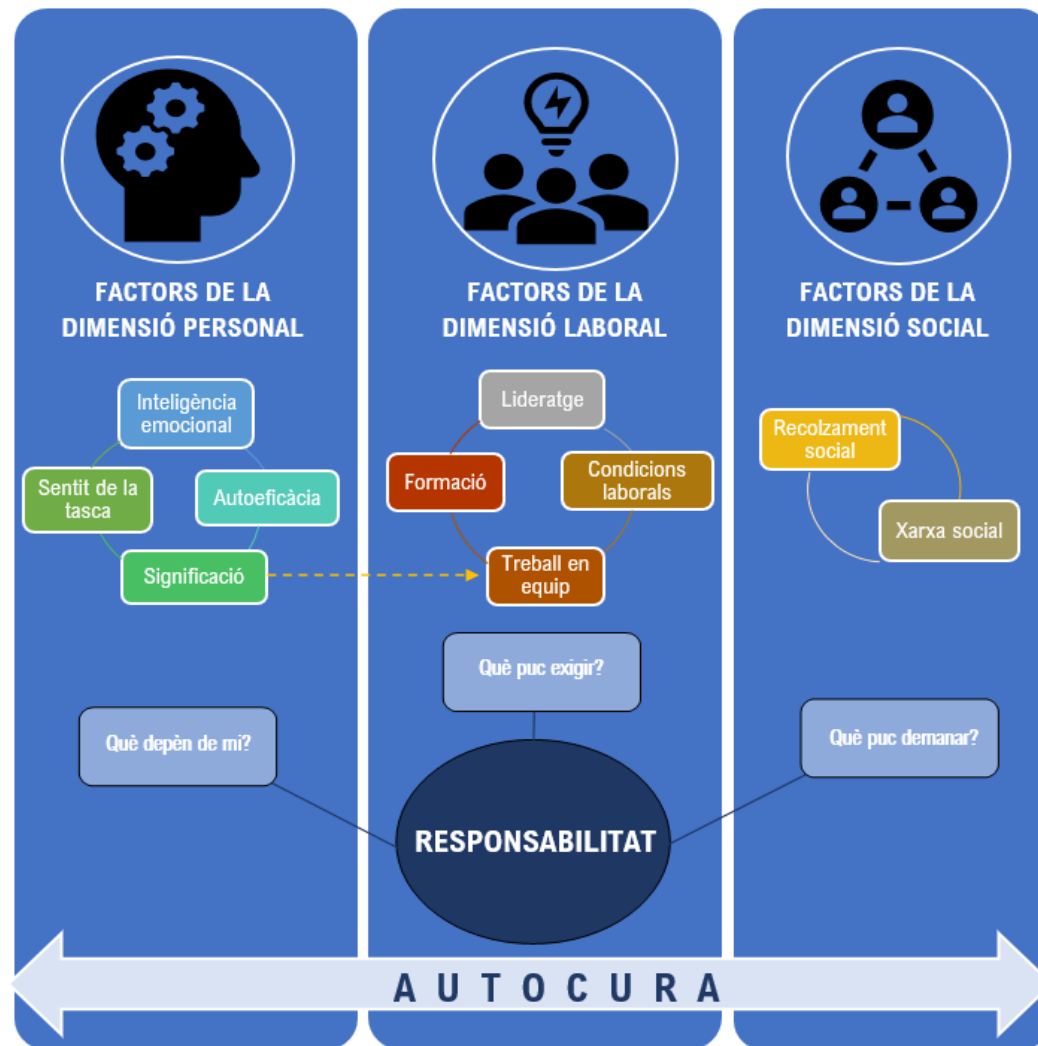 FACTORS DE LA
DIMENSIÓ PERSONAL
Inteligència
emocional
Sentit de la
tasca
Autoeficàcia
Significació
Què depèn de mi?
FACTORS DE LA
DIMENSIÓ LABORAL
Lideratge
Formació
Condicions
laborals
Treball en
equip
Què puc exigir?
FACTORS DE LA
DIMENSIÓ SOCIAL
Recolzament
social
Xarxa social
Què puc demanar?
RESPONSABILITAT
AUTOCURA